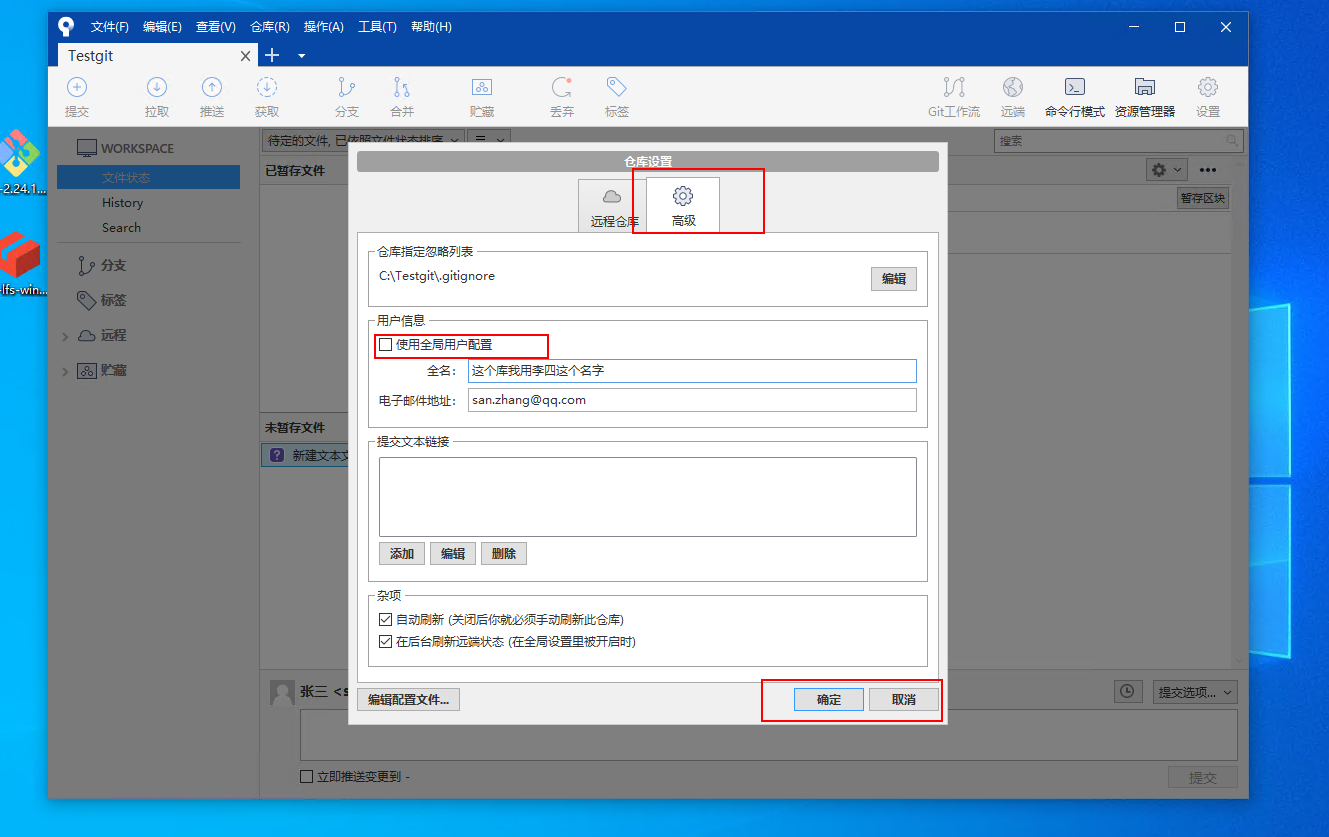 文件(F) 编辑(E) 查看(V) 仓库(R) 操作(A) 工具(T) 帮助(H)
Testgit
提交 拉取 推送 获取 分支 合并 贮藏 丢弃 标签 Git工作流 远端 命令行模式 资源管理器 设置
-2.24.1...
-lfs-win...
WORKSPACE
文件状态
History
Search
分支
标签
远程
贮藏
待定的文件, 已依照文件状态排序
搜索
已暂存文件
暂存区块
未暂存文件
新建文本文
仓库设置
远程仓库 高级
仓库指定忽略列表
C:\Testgit\.gitignore
编辑
用户信息
使用全局用户配置
全名: 这个库我用李四这个名字
电子邮件地址: san.zhang@qq.com
提交文本链接
添加 编辑 删除
杂项
自动刷新 (关闭后你就必须手动刷新此仓库)
在后台刷新远端状态 (在全局设置里被开启时)
编辑配置文件... 确定 取消
张三 <s
提交选项...
立即推送变更到 -
提交